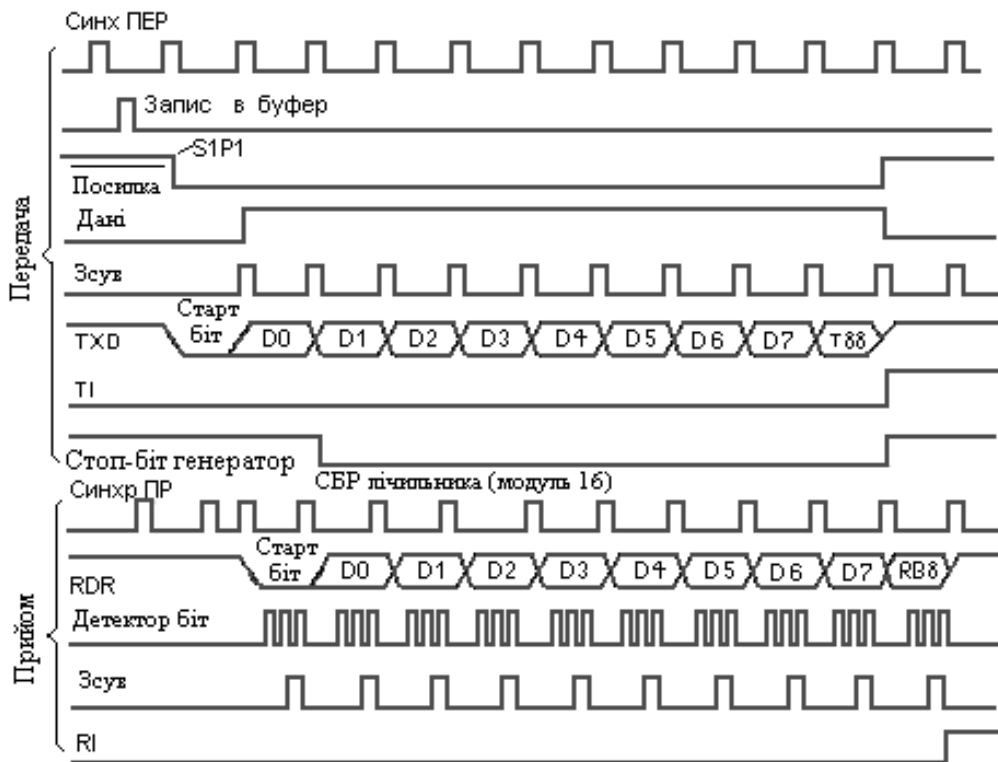 Синх ПЕР
Запис в буфер
S1P1
Посилка
Дані
Зсув
Передача
TXD
Старт біт
D0 D1 D2 D3 D4 D5 D6 D7 T88
TI
Стоп-біт генератор
СБР лічильника (модуль 16)
Синхр ПР
RDR
Старт біт
D0 D1 D2 D3 D4 D5 D6 D7 RB8
Детектор біт
Прийом
Зсув
RI